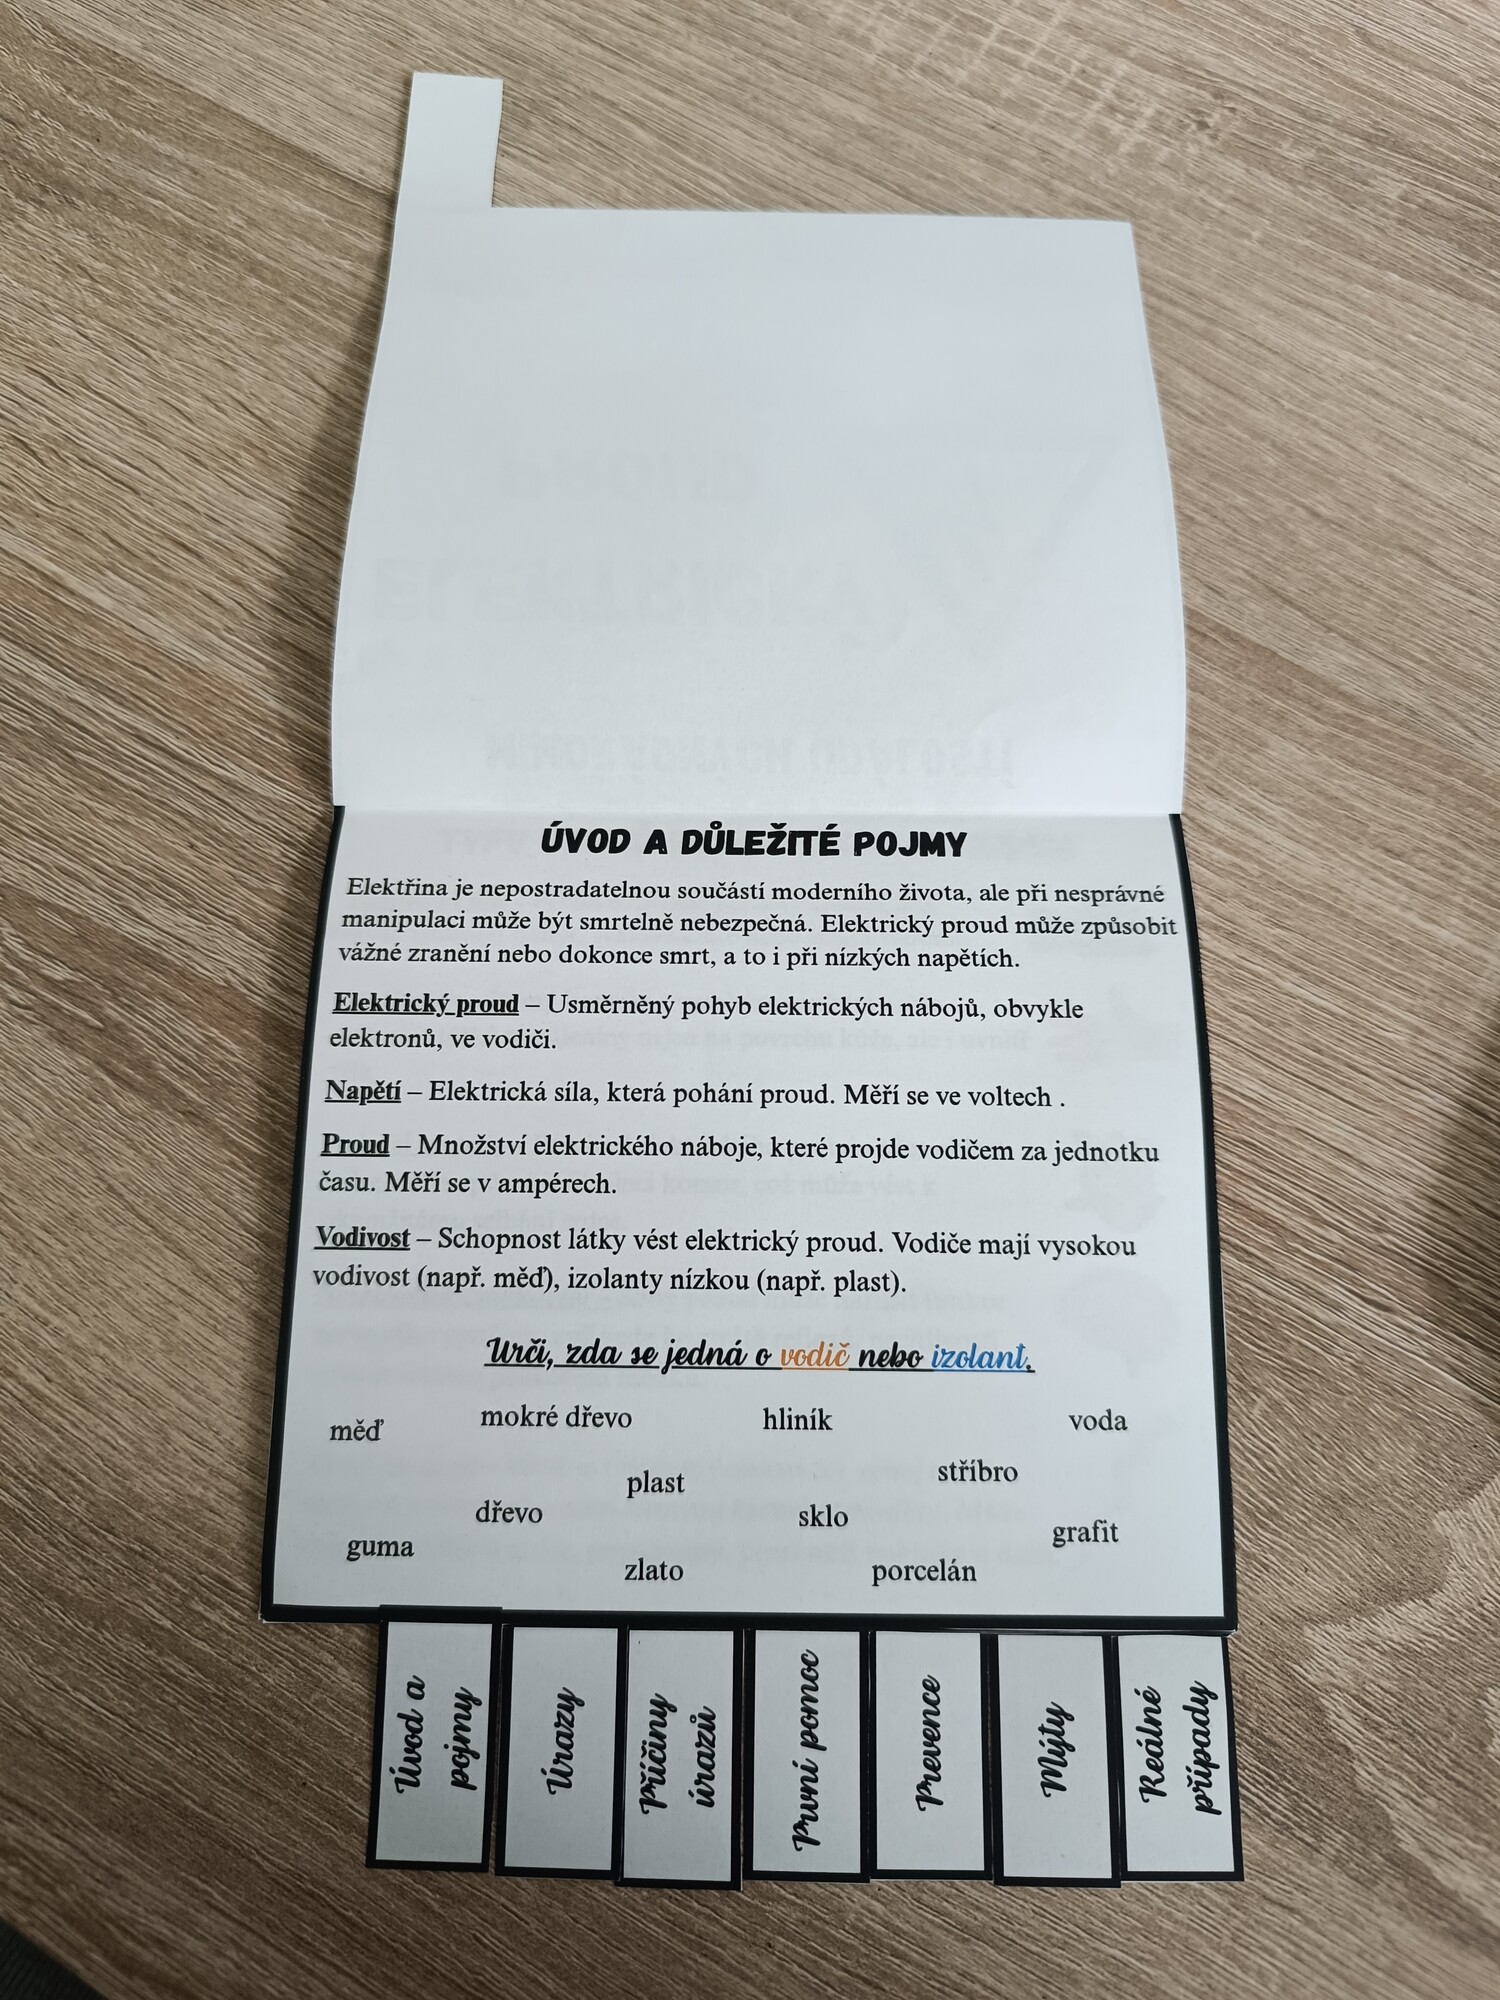 ÚVOD A DŮLEŽITÉ POJMY
Elektřina je nepostradatelnou součástí moderního života, ale při nesprávné
manipulaci může být smrtelně nebezpečná. Elektrický proud může způsobit
vážné zranění nebo dokonce smrt, a to i při nízkých napětích.
Elektrický proud – Usměrněný pohyb elektrických nábojů, obvykle
elektronů, ve vodiči.
Napětí – Elektrická síla, která pohání proud. Měří se ve voltech .
Proud – Množství elektrického náboje, které projde vodičem za jednotku
času. Měří se v ampérech.
Vodivost – Schopnost látky vést elektrický proud. Vodiče mají vysokou
vodivost (např. měď), izolanty nízkou (např. plast).
Urči, zda se jedná o vodič nebo izolant.
měď
mokré dřevo
hliník
voda
plast
stříbro
dřevo
sklo
grafit
guma
zlato
porcelán
Úvod a
pojmy
Úrazy
Příčiny
úrazů
První pomoc
Prevence
Mýty
Reálné
případy